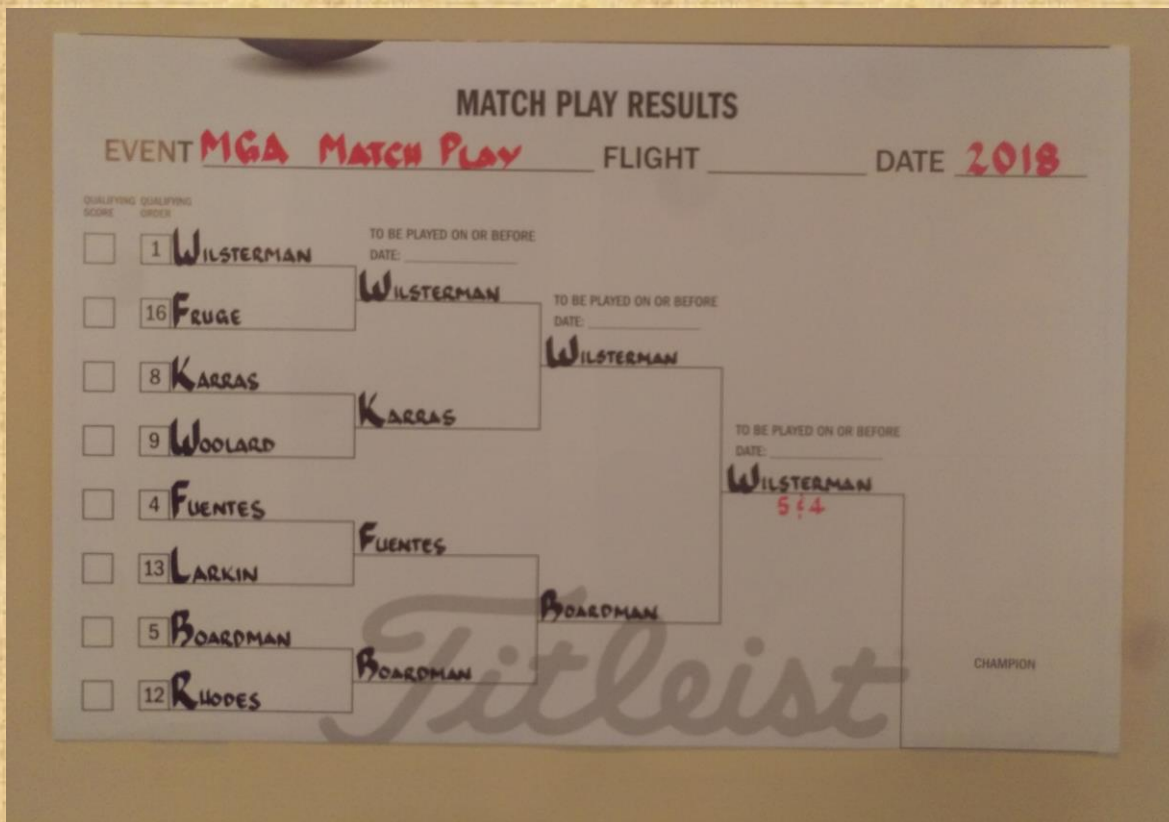 MATCH PLAY RESULTS
EVENT MGA MATCH PLAY FLIGHT DATE 2018
QUALIFYING SCORE QUALIFYING ORDER
1 WILSTERMAN
TO BE PLAYED ON OR BEFORE
DATE:
WILSTERMAN
16 FRUGE
TO BE PLAYED ON OR BEFORE
DATE:
WILSTERMAN
8 KARRAS
KARRAS
9 WOOLARD
TO BE PLAYED ON OR BEFORE
DATE:
WILSTERMAN
5 & 4
4 FUENTES
FUENTES
13 LARKIN
BOARDMAN
5 BOARDMAN
BOARDMAN
12 RHODES
CHAMPION
Titleist